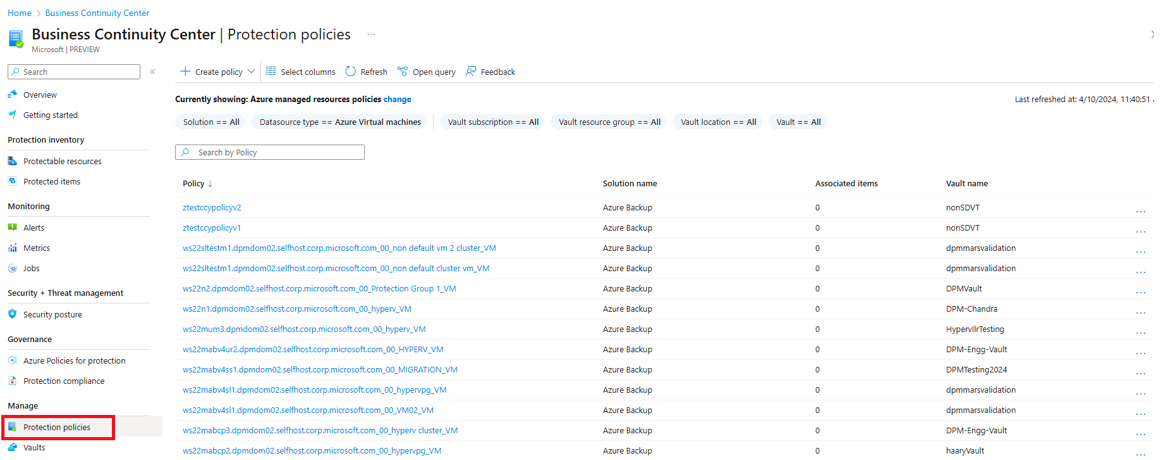 Home > Business Continuity Center
Business Continuity Center | Protection policies ...
Microsoft | PREVIEW
Search «
Overview
Getting started
Protection inventory
Protectable resources
Protected items
Monitoring
Alerts
Metrics
Jobs
Security + Threat management
Security posture
Governance
Azure Policies for protection
Protection compliance
Manage
Protection policies
Vaults
+ Create policy Select columns Refresh Open query Feedback
Currently showing: Azure managed resources policies change Last refreshed at: 4/10/2024, 11:40:51
Solution == All Datasource type == Azure Virtual machines Vault subscription == All Vault resource group == All Vault location == All Vault == All
Search by Policy
Policy ↓ Solution name Associated items Vault name
ztestccypolicyv2 Azure Backup 0 nonSDVT ...
ztestccypolicyv1 Azure Backup 0 nonSDVT ...
ws22sltestm1.dpmdom02.selfhost.corp.microsoft.com_00_non default vm 2 cluster_VM Azure Backup 0 dpmmarsvalidation ...
ws22sltestm1.dpmdom02.selfhost.corp.microsoft.com_00_non default cluster vm_VM Azure Backup 0 dpmmarsvalidation ...
ws22n2.dpmdom02.selfhost.corp.microsoft.com_00_Protection Group 1_VM Azure Backup 0 DPMVault ...
ws22n1.dpmdom02.selfhost.corp.microsoft.com_00_hyperv_VM Azure Backup 0 DPM-Chandra ...
ws22mum3.dpmdom02.selfhost.corp.microsoft.com_00_hyperv_VM Azure Backup 0 HypervIlrTesting ...
ws22mabv4ur2.dpmdom02.selfhost.corp.microsoft.com_00_HYPERV_VM Azure Backup 0 DPM-Engg-Vault ...
ws22mabv4ss1.dpmdom02.selfhost.corp.microsoft.com_00_MIGRATION_VM Azure Backup 0 DPMTesting2024 ...
ws22mabv4sl1.dpmdom02.selfhost.corp.microsoft.com_00_hypervpg_VM Azure Backup 0 dpmmarsvalidation ...
ws22mabv4sl1.dpmdom02.selfhost.corp.microsoft.com_00_VM02_VM Azure Backup 0 dpmmarsvalidation ...
ws22mabcp3.dpmdom02.selfhost.corp.microsoft.com_00_hyperv cluster_VM Azure Backup 0 DPM-Engg-Vault ...
ws22mabcp2.dpmdom02.selfhost.corp.microsoft.com_00_hypervpg_VM Azure Backup 0 haaryVault ...